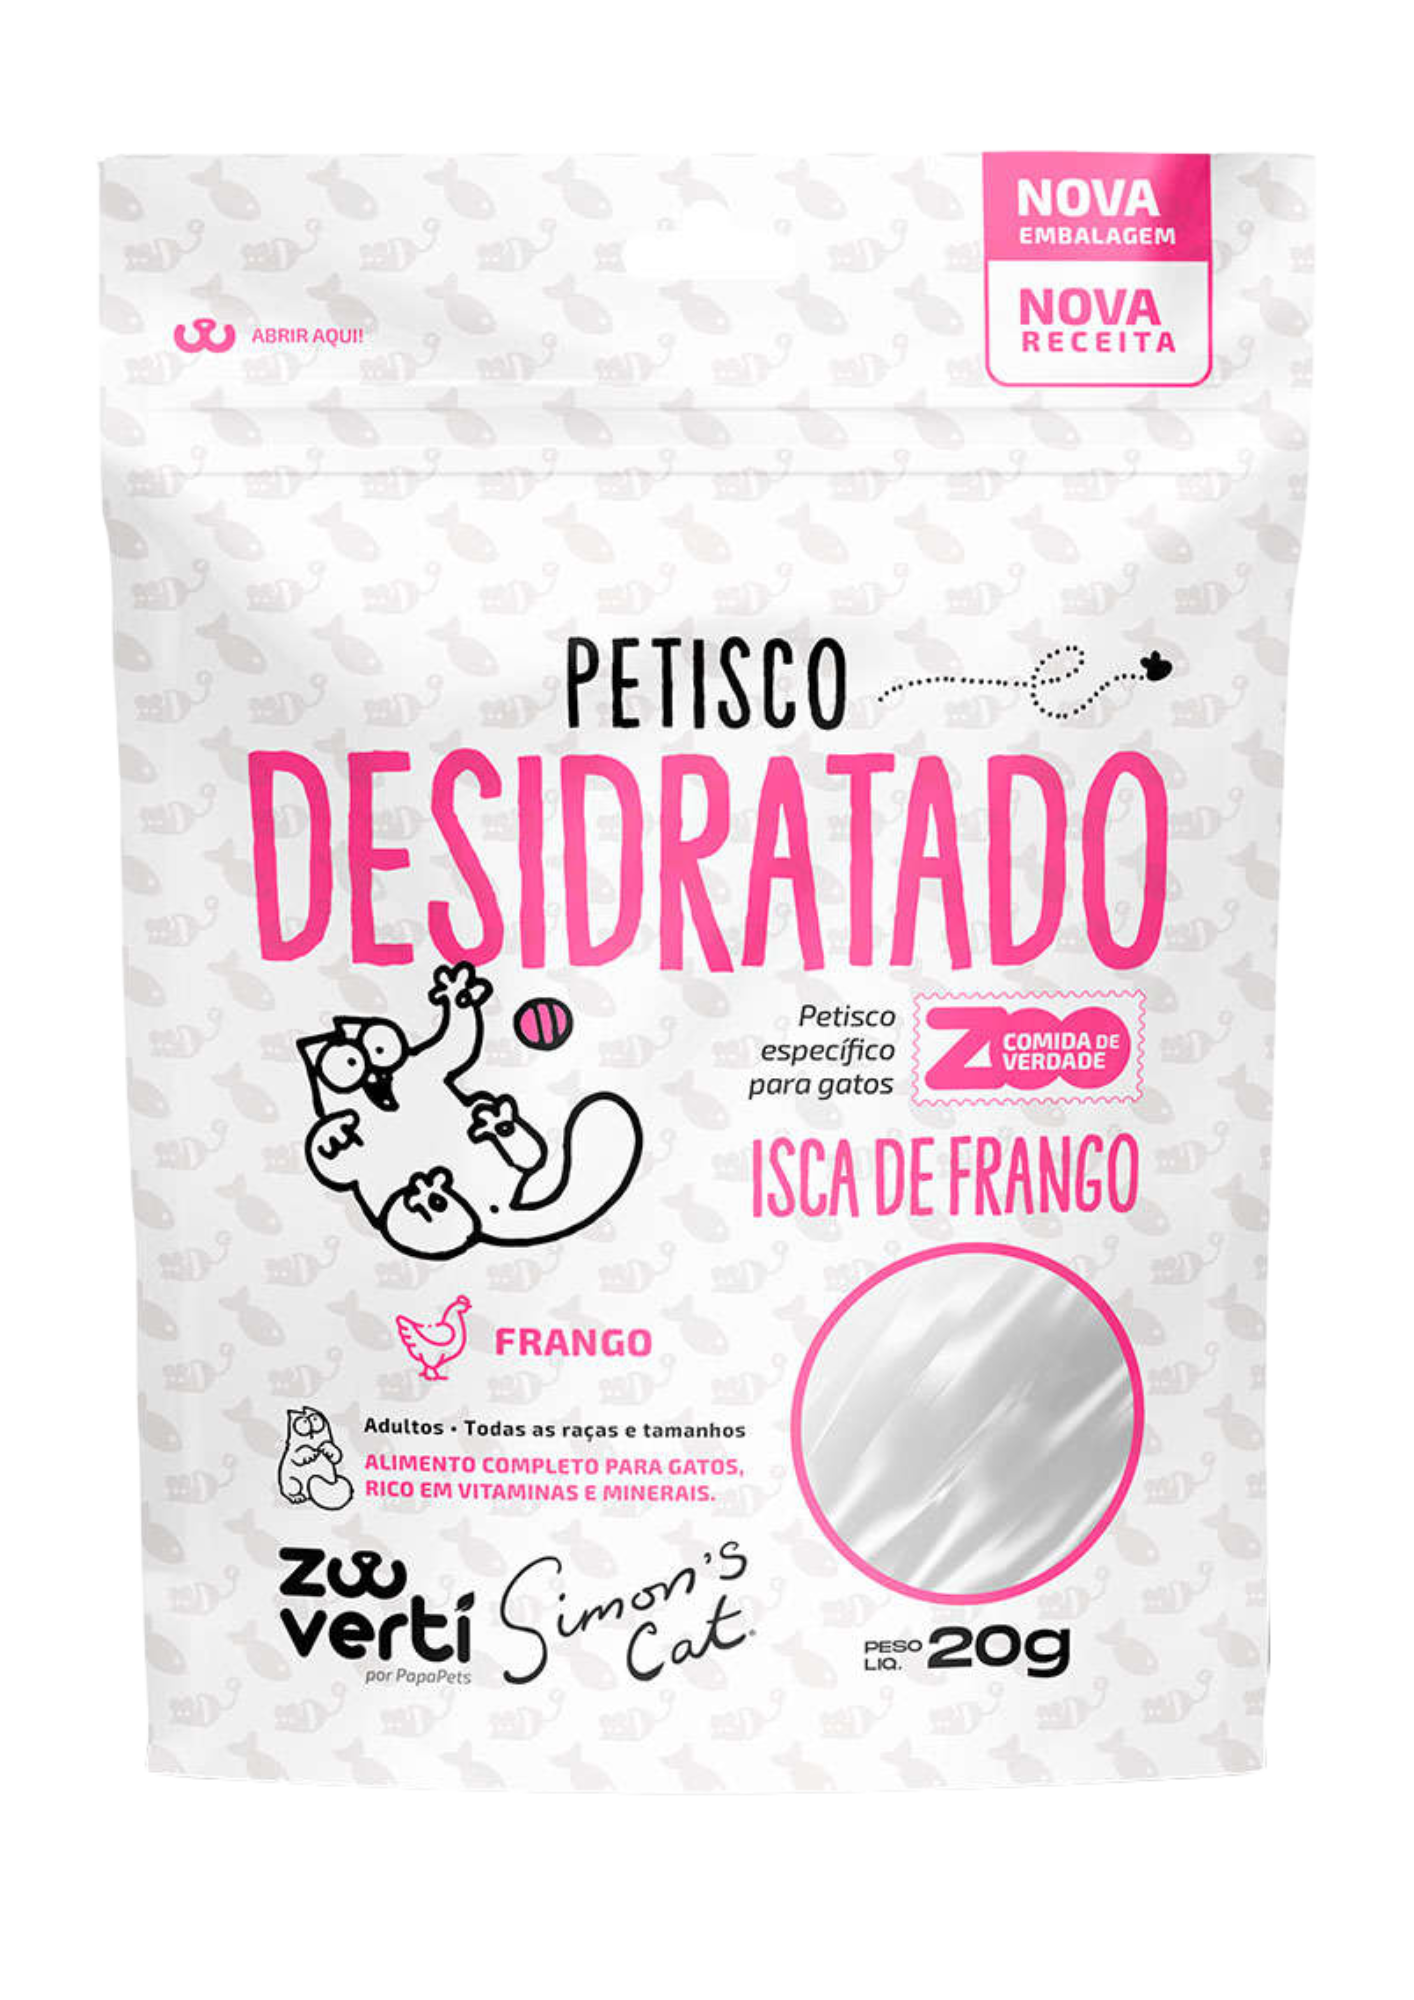 NOVA
EMBALAGEM
NOVA
RECEITA
ABRIR AQUI!
PETISCO
DESIDRATADO
Petisco
específico
para gatos
ZOO
COMIDA DE
VERDADE
ISCA DE FRANGO
FRANGO
Adultos • Todas as raças e tamanhos
ALIMENTO COMPLETO PARA GATOS,
RICO EM VITAMINAS E MINERAIS.
zoo
vertí
por PapaPets
Simon's
Cat
PESO
LIQ.
20g